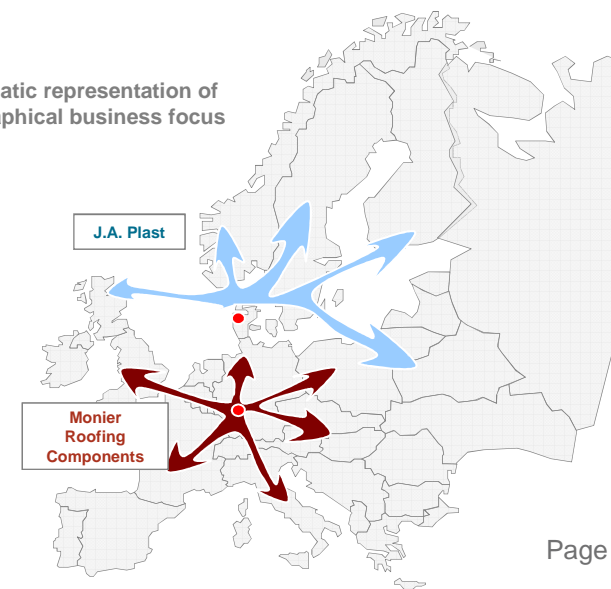 atic representation of
aphical business focus
J.A. Plast
Monier
Roofing
Components
Page